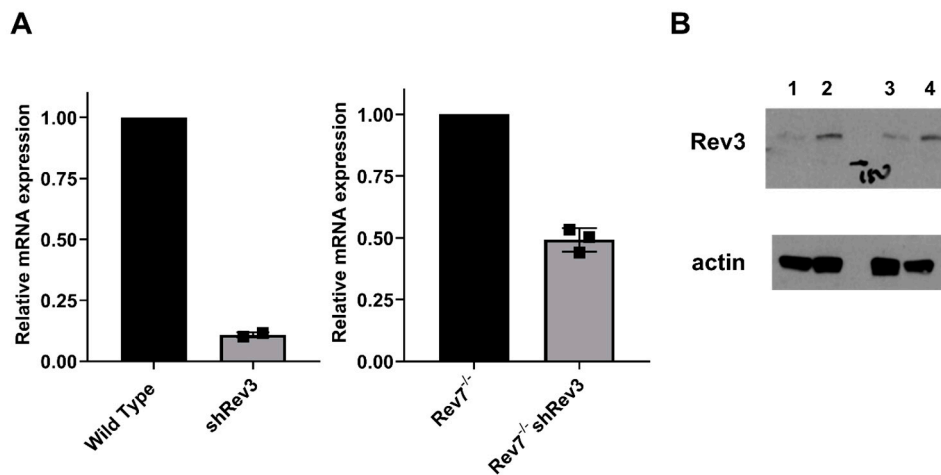 A
B
Relative mRNA expression
1.00
0.75
0.50
0.25
0.00
Wild Type
shRev3
Relative mRNA expression
1.00
0.75
0.50
0.25
0.00
Rev7-/-
Rev7-/- shRev3
1 2 3 4
Rev3
actin